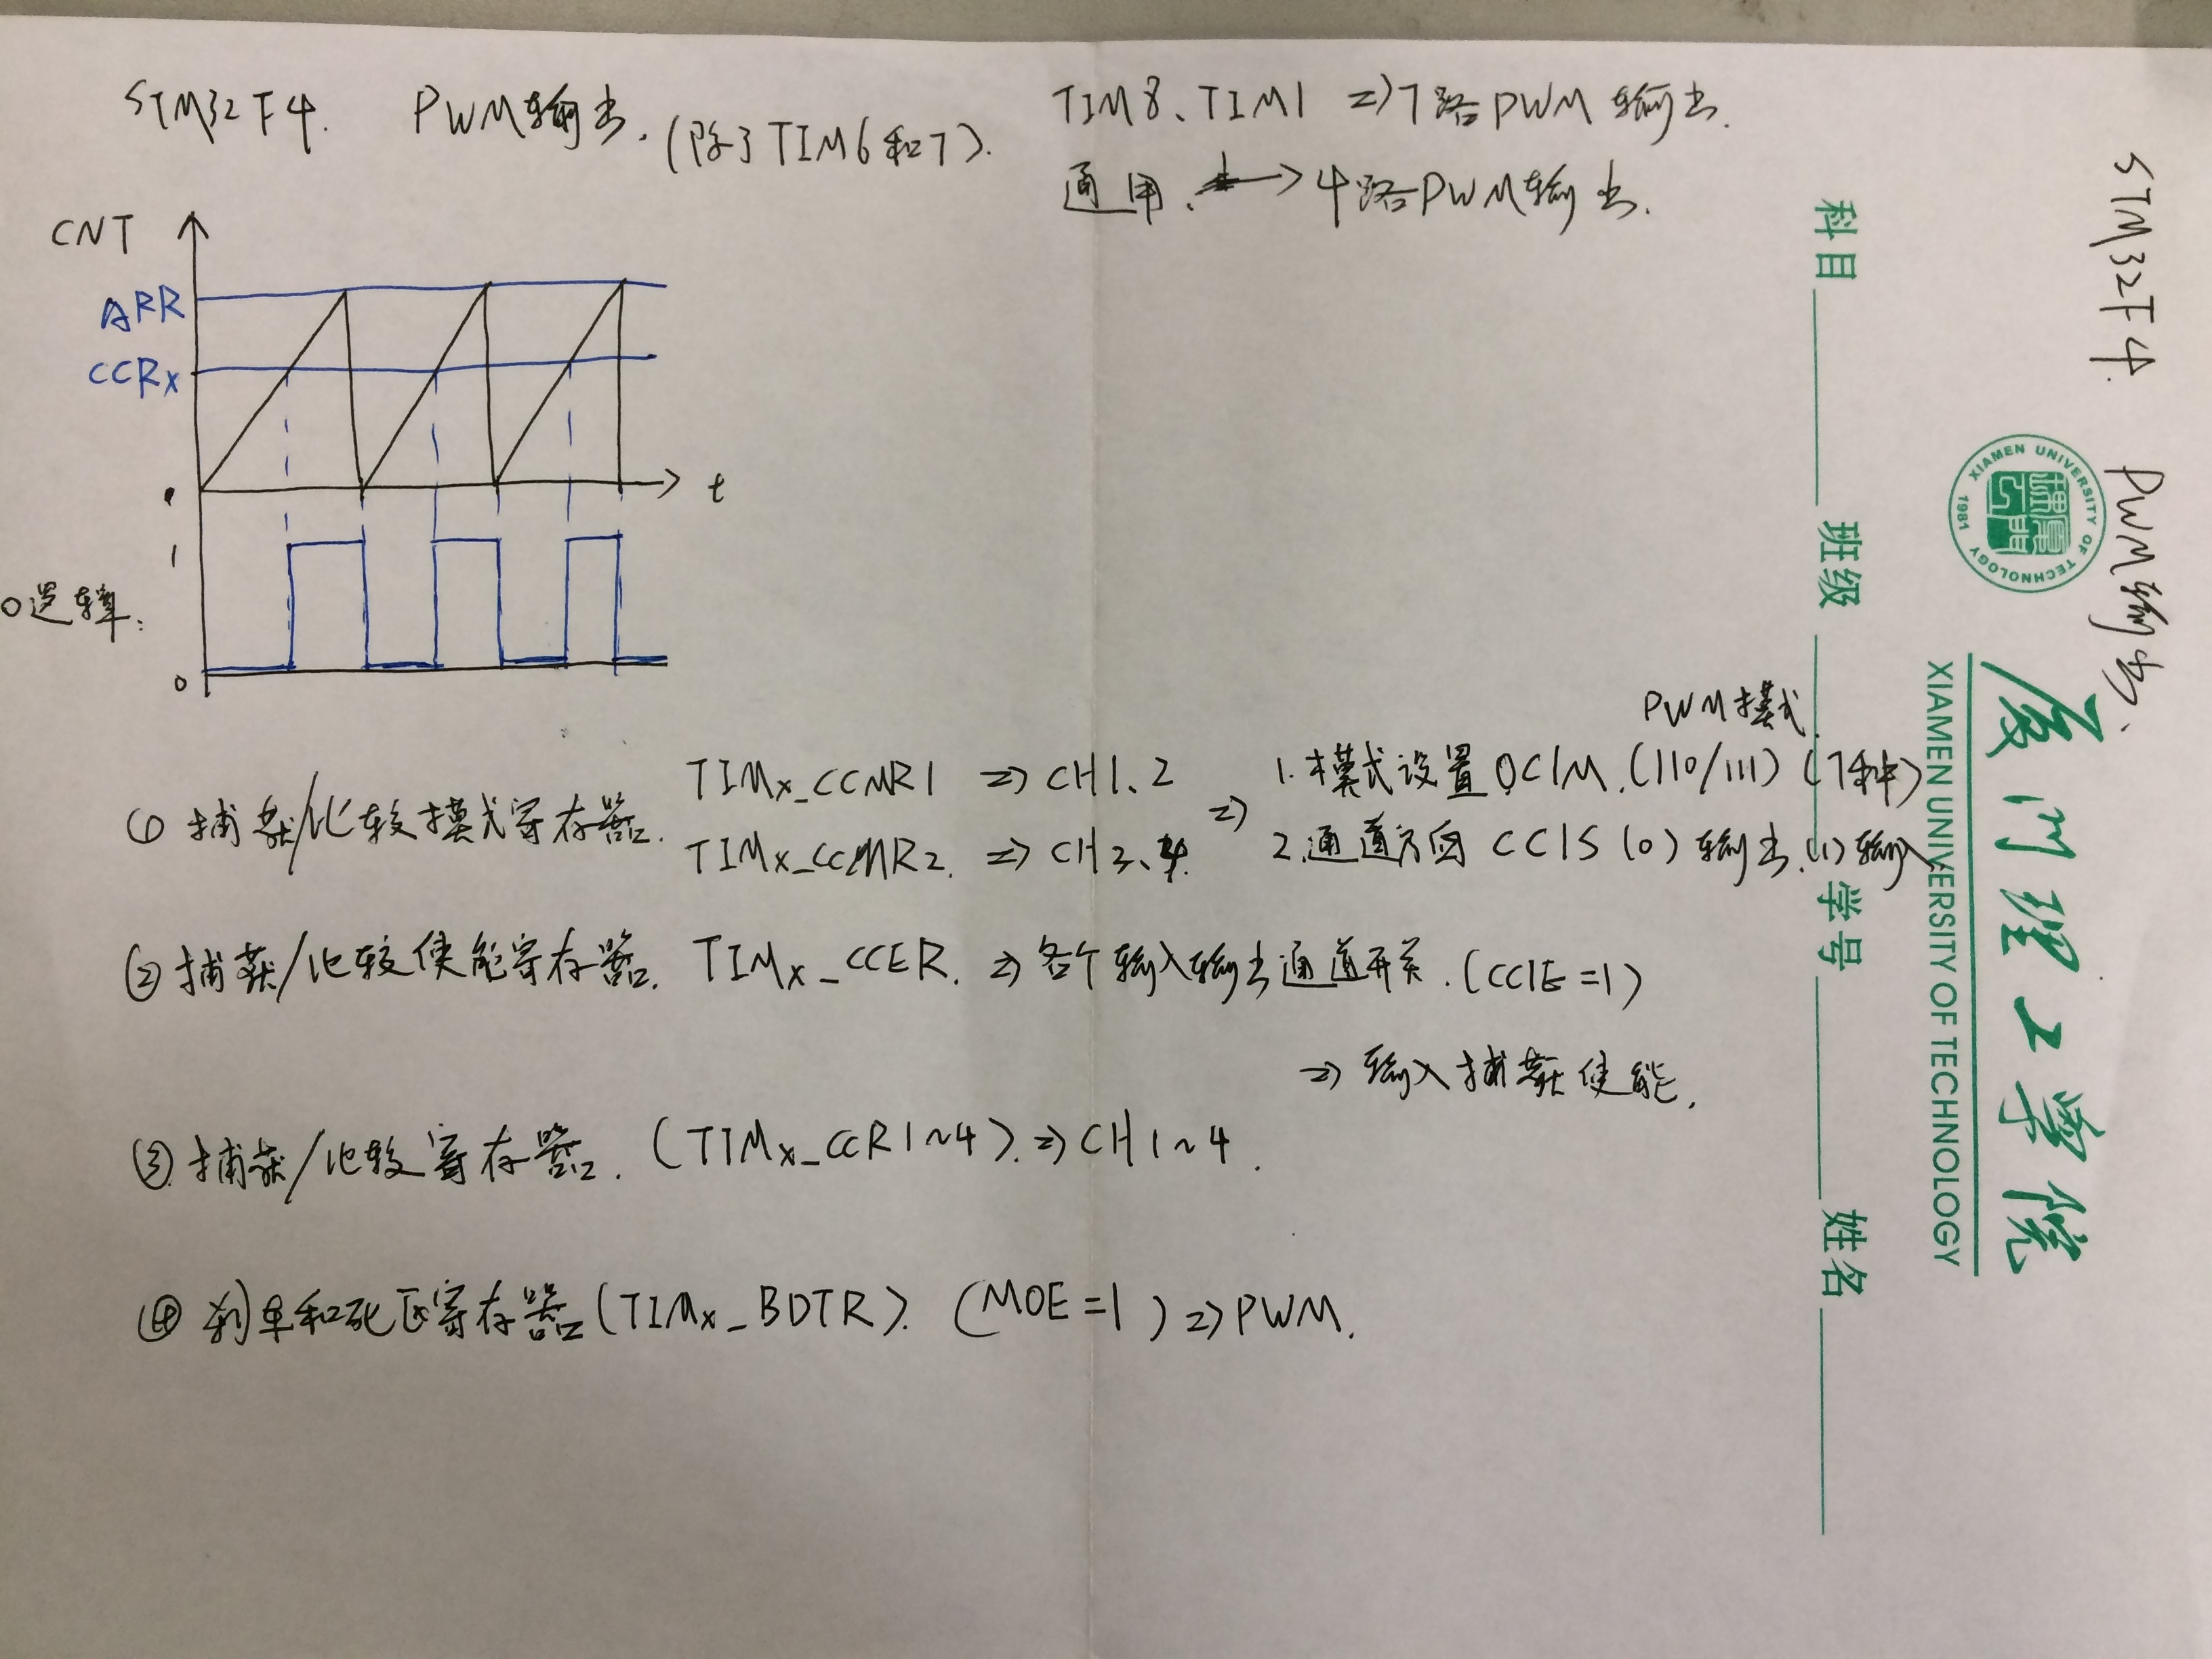 STM32F4. PWM输出. (除了TIM6和7).
TIM8、TIM1 => 7路PWM输出.
通用. → 4路PWM输出.
CNT
ARR
CCRx
t
1
IO逻辑:
0
PWM模式
① 捕获/比较模式寄存器. TIMx_CCMR1 => CH1、2
TIMx_CCMR2. => CH3、4.
=> 1.模式设置 OC1M.(110/111) (7种)
2.通道方向 CC1S (0) 输出.(1)输入
② 捕获/比较使能寄存器. TIMx_CCER. => 各个输入输出通道开关.(CC1E=1)
=> 输入捕获使能.
③ 捕获/比较寄存器. (TIMx_CCR1~4). => CH1~4.
④ 刹车和死区寄存器(TIMx_BDTR). (MOE=1) => PWM.
STM32F4. PWM输出.
科目 班级 学号 姓名
XIAMEN UNIVERSITY OF TECHNOLOGY 1981
厦门理工学院
XIAMEN UNIVERSITY OF TECHNOLOGY